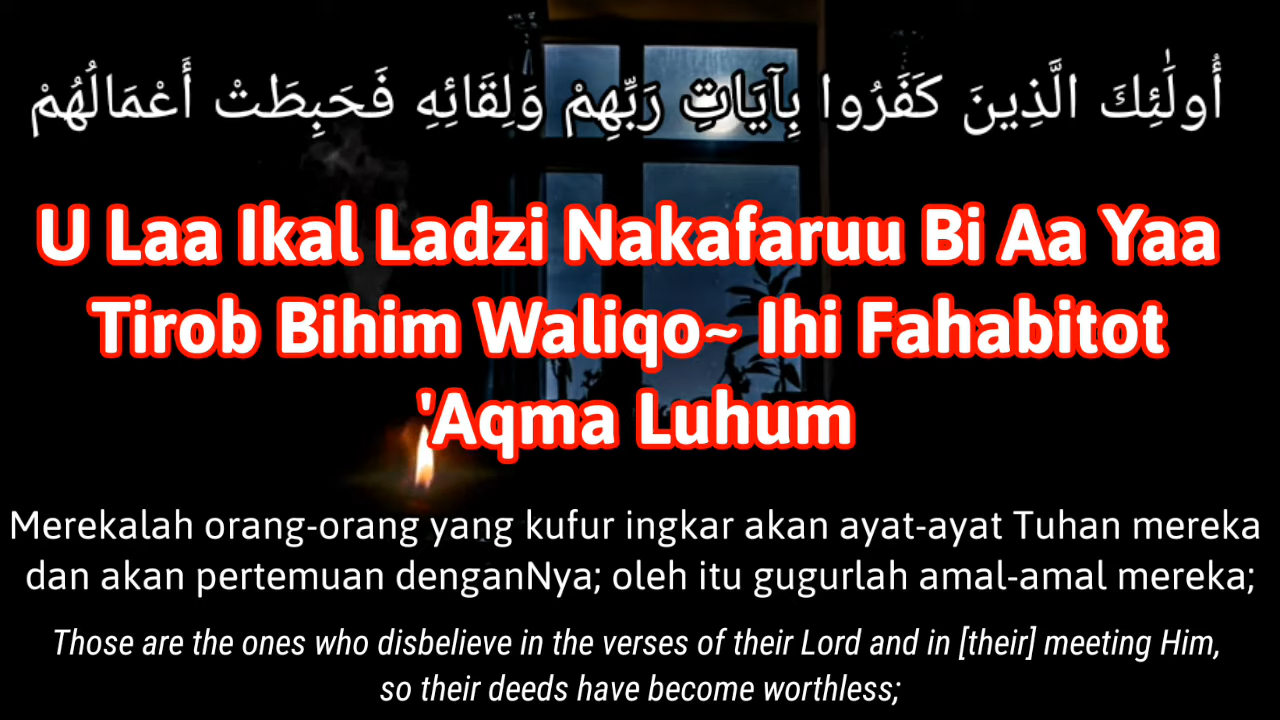 أُولَٰئِكَ الَّذِينَ كَفَرُوا بِآيَاتِ رَبِّهِمْ وَلِقَائِهِ فَحَبِطَتْ أَعْمَالُهُمْ
U Laa Ikal Ladzi Nakafaruu Bi Aa Yaa
Tirob Bihim Waliqo~ Ihi Fahabitot
'Aqma Luhum
Merekalah orang-orang yang kufur ingkar akan ayat-ayat Tuhan mereka
dan akan pertemuan denganNya; oleh itu gugurlah amal-amal mereka;
Those are the ones who disbelieve in the verses of their Lord and in [their] meeting Him,
so their deeds have become worthless;